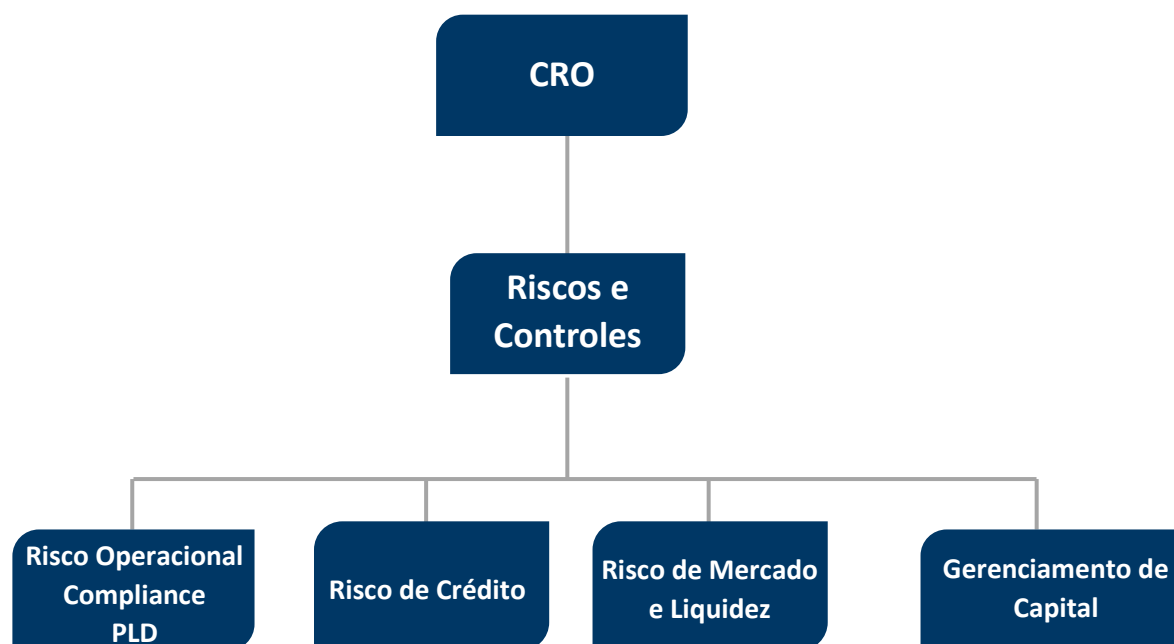 CRO
Riscos e
Controles
Risco Operacional
Compliance
PLD
Risco de Crédito
Risco de Mercado
e Liquidez
Gerenciamento de
Capital